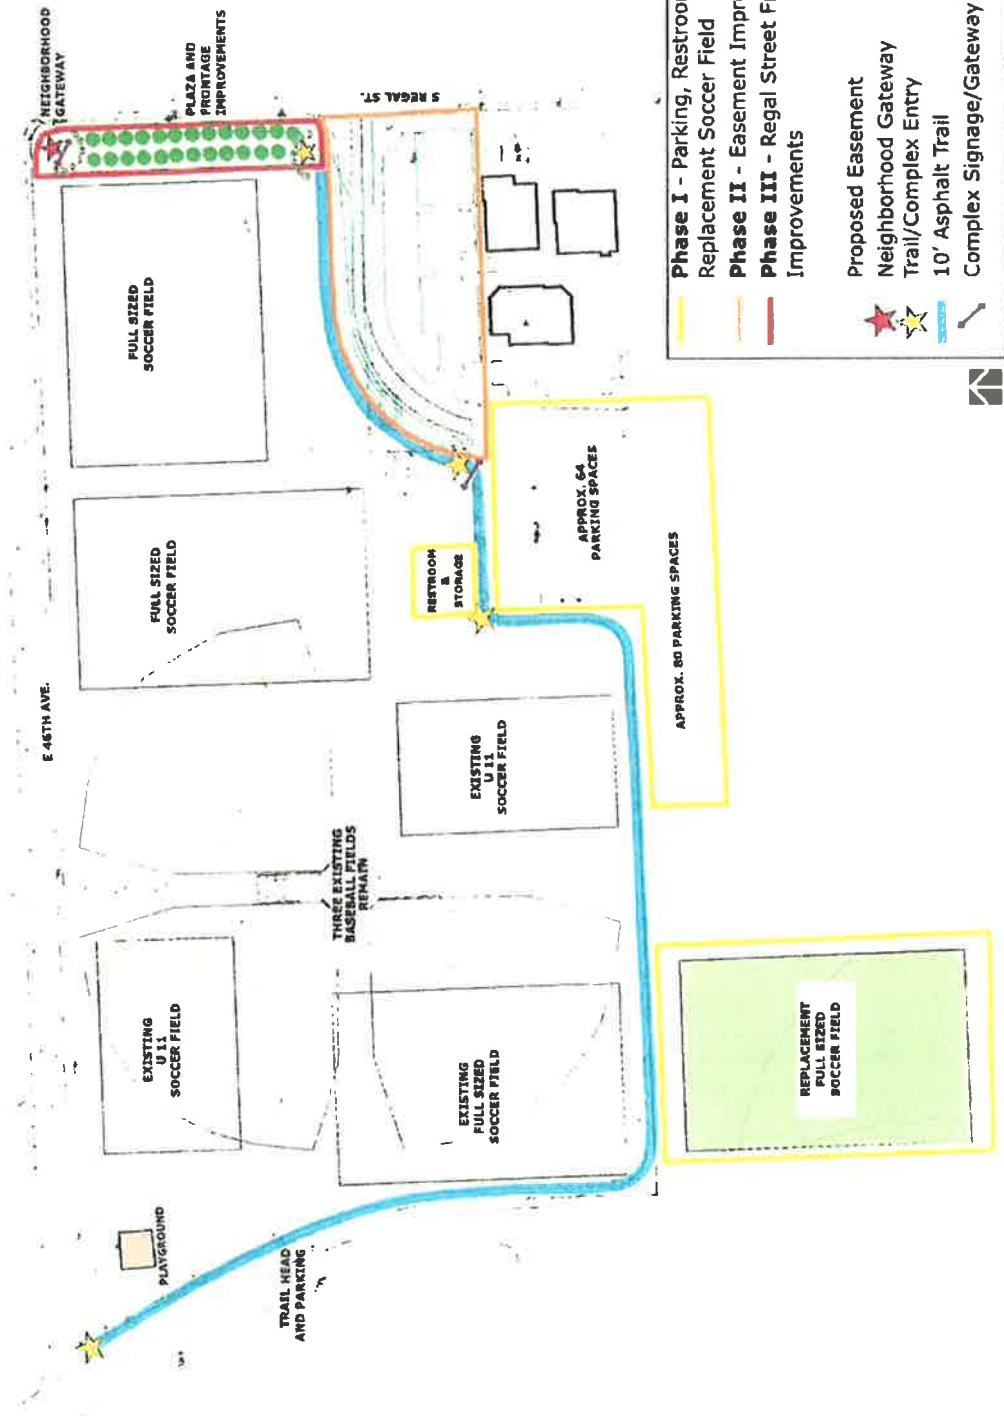 NEIGHBORHOOD
GATEWAY
PLAZA AND
FRONTAGE
IMPROVEMENTS
S REGAL ST.
E 46TH AVE.
FULL SIZED
SOCCER FIELD
FULL SIZED
SOCCER FIELD
RESTROOM
&
STORAGE
APPROX. 64
PARKING SPACES
APPROX. 80 PARKING SPACES
EXISTING
U 11
SOCCER FIELD
THREE EXISTING
BASEBALL FIELDS
REMAIN
EXISTING
U 11
SOCCER FIELD
EXISTING
FULL SIZED
SOCCER FIELD
REPLACEMENT
FULL SIZED
SOCCER FIELD
PLAYGROUND
TRAIL HEAD
AND PARKING
Phase I - Parking, Restroo
Replacement Soccer Field
Phase II - Easement Impr
Phase III - Regal Street Fr
Improvements
Proposed Easement
Neighborhood Gateway
Trail/Complex Entry
10' Asphalt Trail
Complex Signage/Gateway